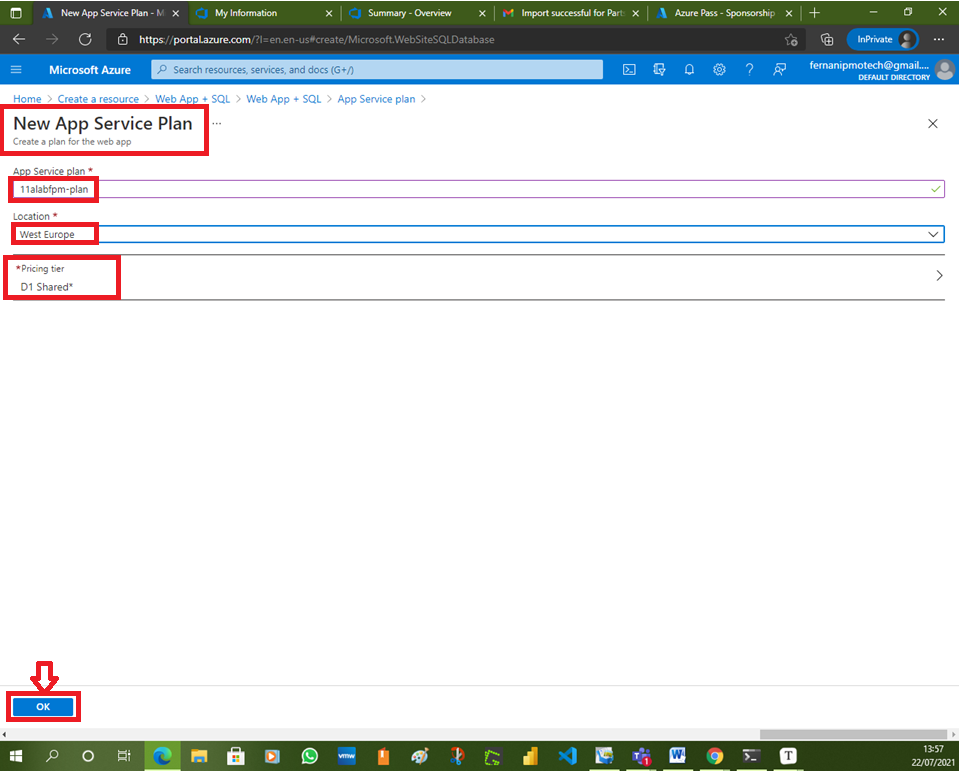 New App Service Plan - M
My Information
Summary - Overview
Import successful for Part
Azure Pass - Sponsorship
https://portal.azure.com/?l=en.en-us#create/Microsoft.WebSiteSQLDatabase
InPrivate
Microsoft Azure
Search resources, services, and docs (G+/)
fernanipmotech@gmail....
DEFAULT DIRECTORY
Home > Create a resource > Web App + SQL > Web App + SQL > App Service plan >
New App Service Plan ...
Create a plan for the web app
App Service plan *
11alabfpm-plan
Location *
West Europe
*Pricing tier
D1 Shared*
OK
vmw
1
W
T
13:57
22/07/2021